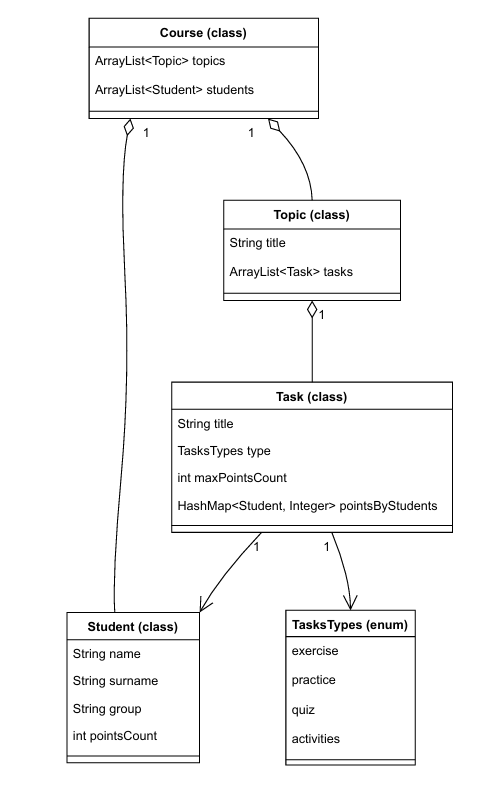 Course (class)
ArrayList<Topic> topics
ArrayList<Student> students
1
1
Topic (class)
String title
ArrayList<Task> tasks
1
Task (class)
String title
TasksTypes type
int maxPointsCount
HashMap<Student, Integer> pointsByStudents
1
1
Student (class)
String name
String surname
String group
int pointsCount
TasksTypes (enum)
exercise
practice
quiz
activities